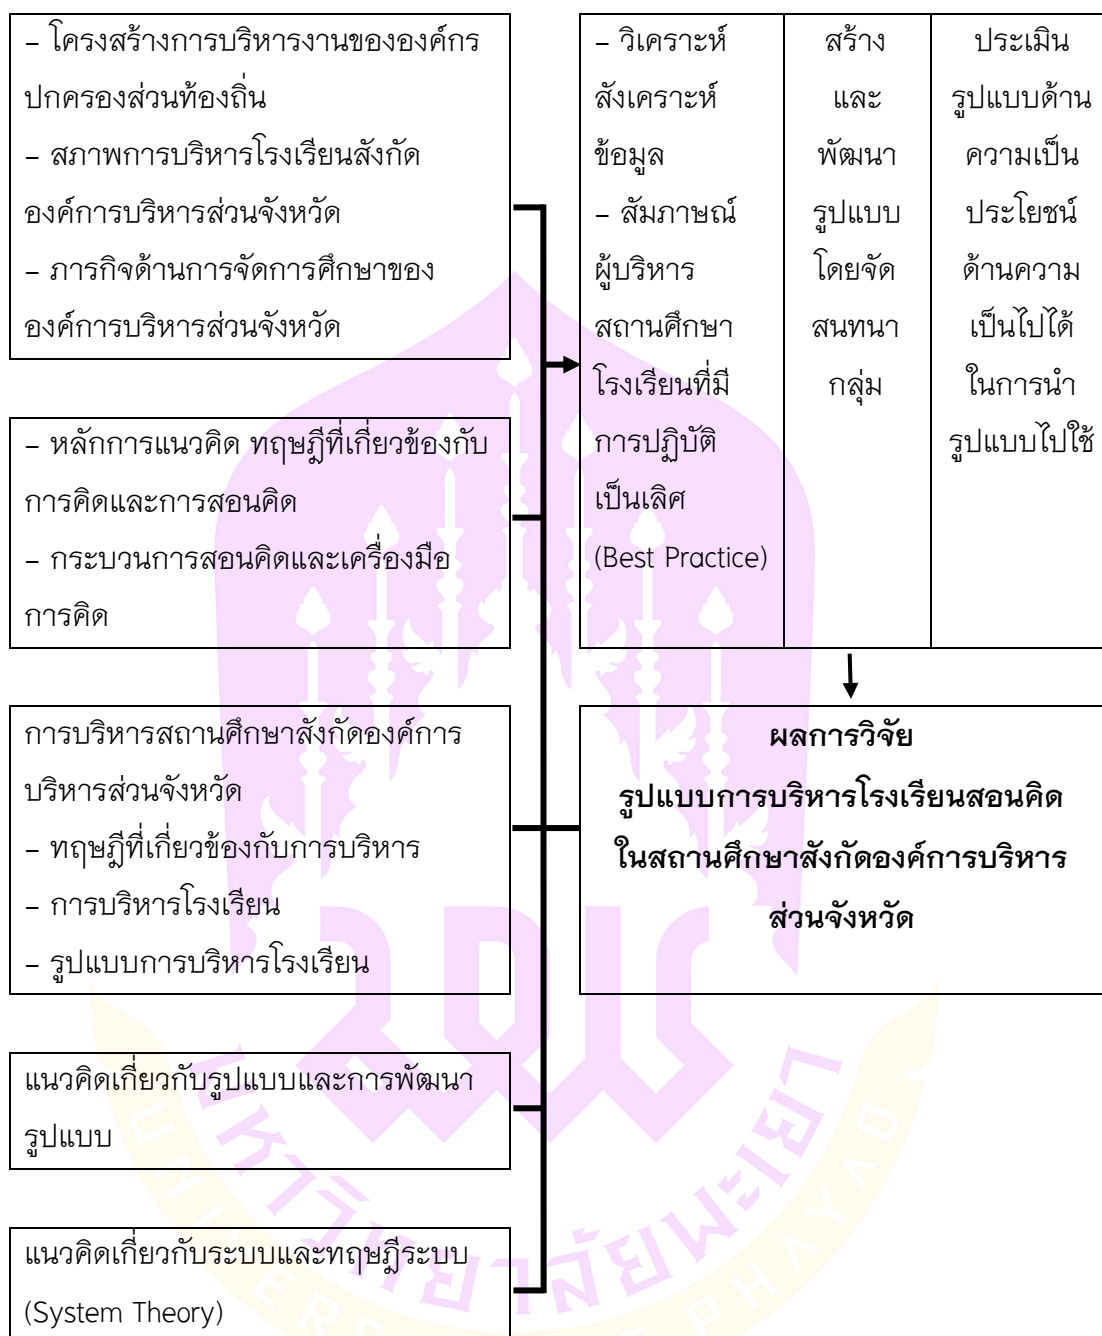 – โครงสร้างการบริหารงานขององค์กร
ปกครองส่วนท้องถิ่น
– สภาพการบริหารโรงเรียนสังกัด
องค์การบริหารส่วนจังหวัด
– ภารกิจด้านการจัดการศึกษาของ
องค์การบริหารส่วนจังหวัด
– หลักการแนวคิด ทฤษฎีที่เกี่ยวข้องกับ
การคิดและการสอนคิด
– กระบวนการสอนคิดและเครื่องมือ
การคิด
การบริหารสถานศึกษาสังกัดองค์การ
บริหารส่วนจังหวัด
– ทฤษฎีที่เกี่ยวข้องกับการบริหาร
– การบริหารโรงเรียน
– รูปแบบการบริหารโรงเรียน
แนวคิดเกี่ยวกับรูปแบบและการพัฒนา
รูปแบบ
แนวคิดเกี่ยวกับระบบและทฤษฎีระบบ
(System Theory)
– วิเคราะห์
สังเคราะห์
ข้อมูล
– สัมภาษณ์
ผู้บริหาร
สถานศึกษา
โรงเรียนที่มี
การปฏิบัติ
เป็นเลิศ
(Best Practice)
สร้าง
และ
พัฒนา
รูปแบบ
โดยจัด
สนทนา
กลุ่ม
ประเมิน
รูปแบบด้าน
ความเป็น
ประโยชน์
ด้านความ
เป็นไปได้
ในการนำ
รูปแบบไปใช้
ผลการวิจัย
รูปแบบการบริหารโรงเรียนสอนคิด
ในสถานศึกษาสังกัดองค์การบริหาร
ส่วนจังหวัด
มหาวิทยาลัยพะเยา
UNIVERSITY OF PHAYAO